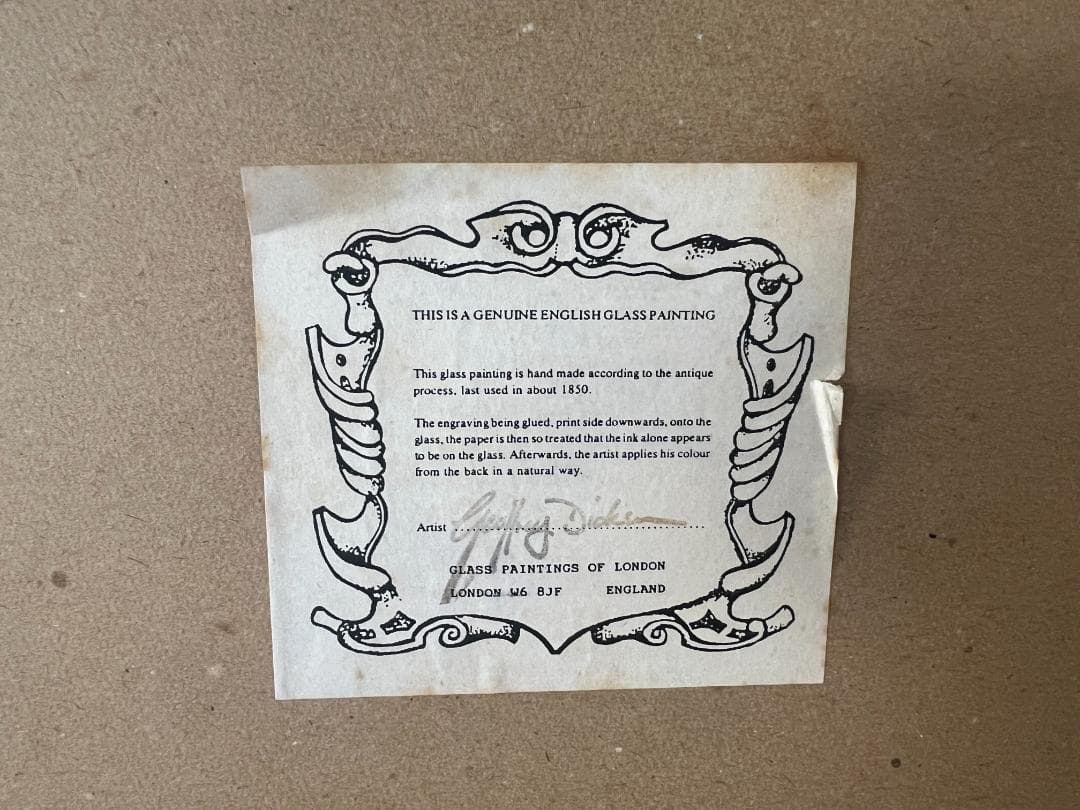 THIS IS A GENUINE ENGLISH GLASS PAINTING
This glass painting is hand made according to the antique
process, last used in about 1850.
The engraving being glued, print side downwards, onto the
glass, the paper is then so treated that the ink alone appears
to be on the glass. Afterwards, the artist applies his colour
from the back in a natural way.
Artist Geoffrey
GLASS PAINTINGS OF LONDON
LONDON W6 8JF ENGLAND